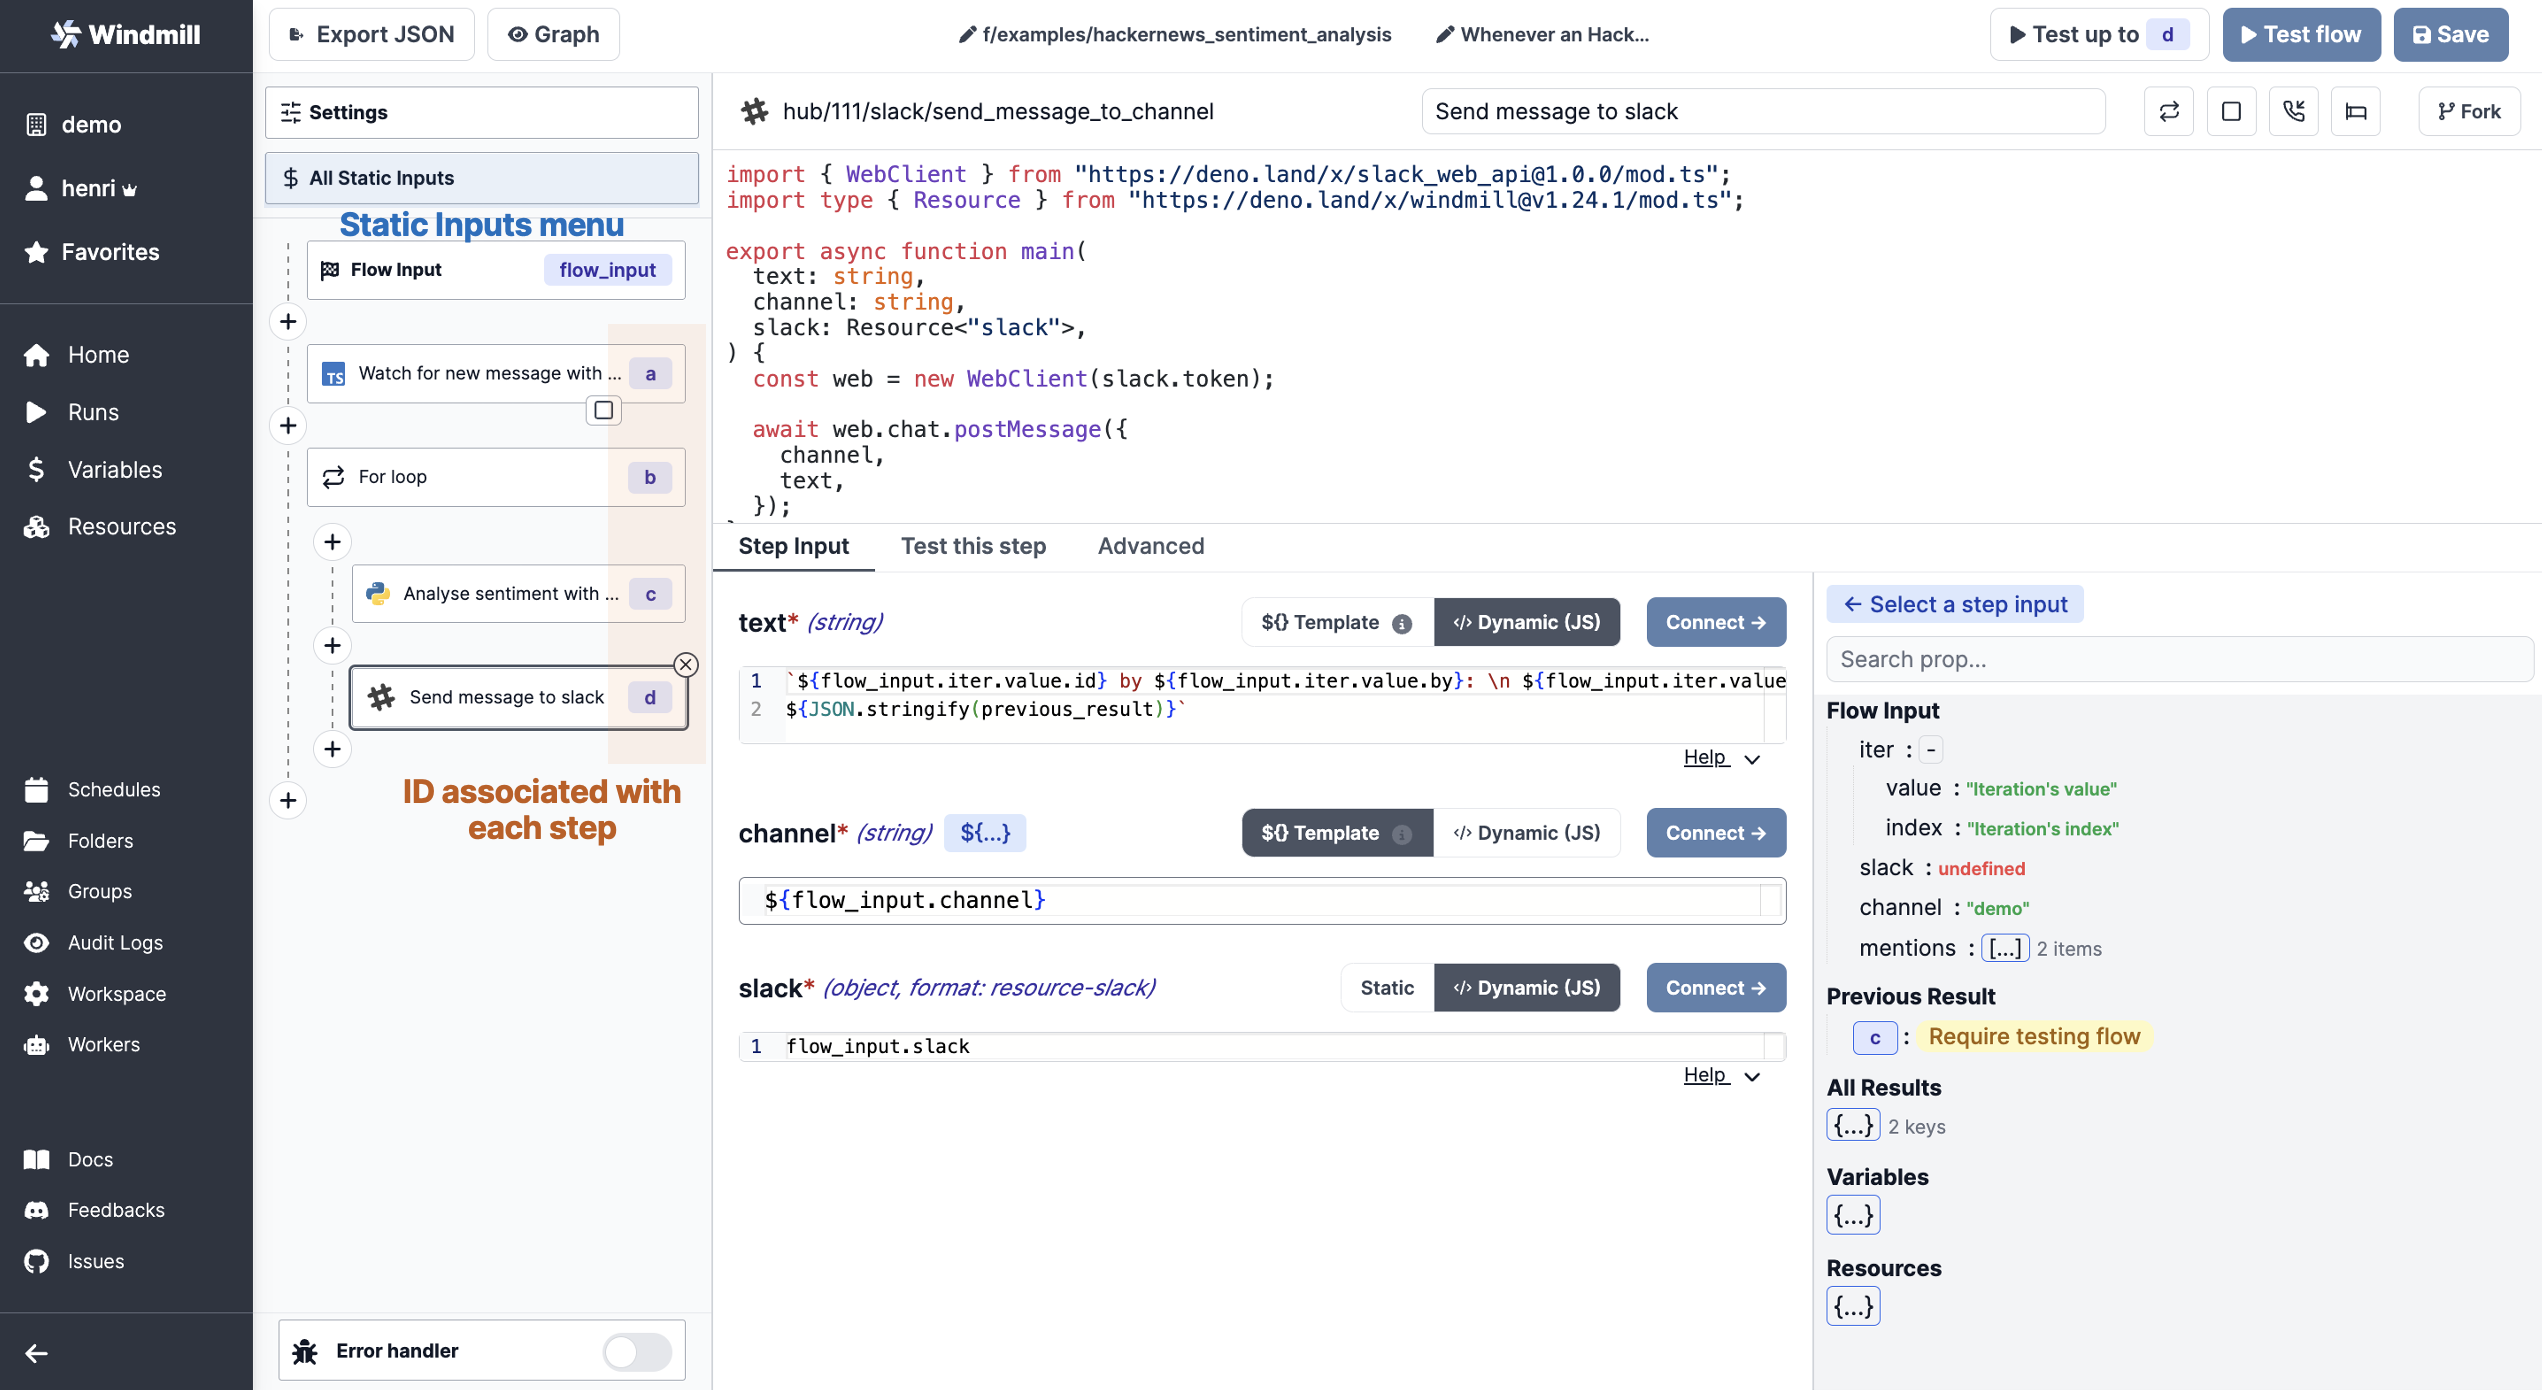 Windmill
demo
henri
Favorites
Home
Runs
Variables
Resources
Schedules
Folders
Groups
Audit Logs
Workspace
Workers
Docs
Feedbacks
Issues
Export JSON
Graph
f/examples/hackernews_sentiment_analysis
Whenever an Hack...
Test up to d
Test flow
Save
Settings
All Static Inputs
Static Inputs menu
Flow Input flow_input
TS Watch for new message with ... a
For loop b
Analyse sentiment with ... c
Send message to slack d
ID associated with
each step
Error handler
hub/111/slack/send_message_to_channel
Send message to slack
Fork
import { WebClient } from "https://deno.land/x/slack_web_api@1.0.0/mod.ts";
import type { Resource } from "https://deno.land/x/windmill@v1.24.1/mod.ts";
export async function main(
text: string,
channel: string,
slack: Resource<"slack">,
) {
const web = new WebClient(slack.token);
await web.chat.postMessage({
channel,
text,
});
Step Input
Test this step
Advanced
text* (string)
${} Template
</> Dynamic (JS)
Connect →
1 `${flow_input.iter.value.id} by ${flow_input.iter.value.by}: \n ${flow_input.iter.value
2 ${JSON.stringify(previous_result)}`
Help
channel* (string) ${...}
${} Template
</> Dynamic (JS)
Connect →
${flow_input.channel}
slack* (object, format: resource-slack)
Static
</> Dynamic (JS)
Connect →
1 flow_input.slack
Help
← Select a step input
Search prop...
Flow Input
iter : -
value : "Iteration's value"
index : "Iteration's index"
slack : undefined
channel : "demo"
mentions : [...] 2 items
Previous Result
c : Require testing flow
All Results
{...} 2 keys
Variables
{...}
Resources
{...}